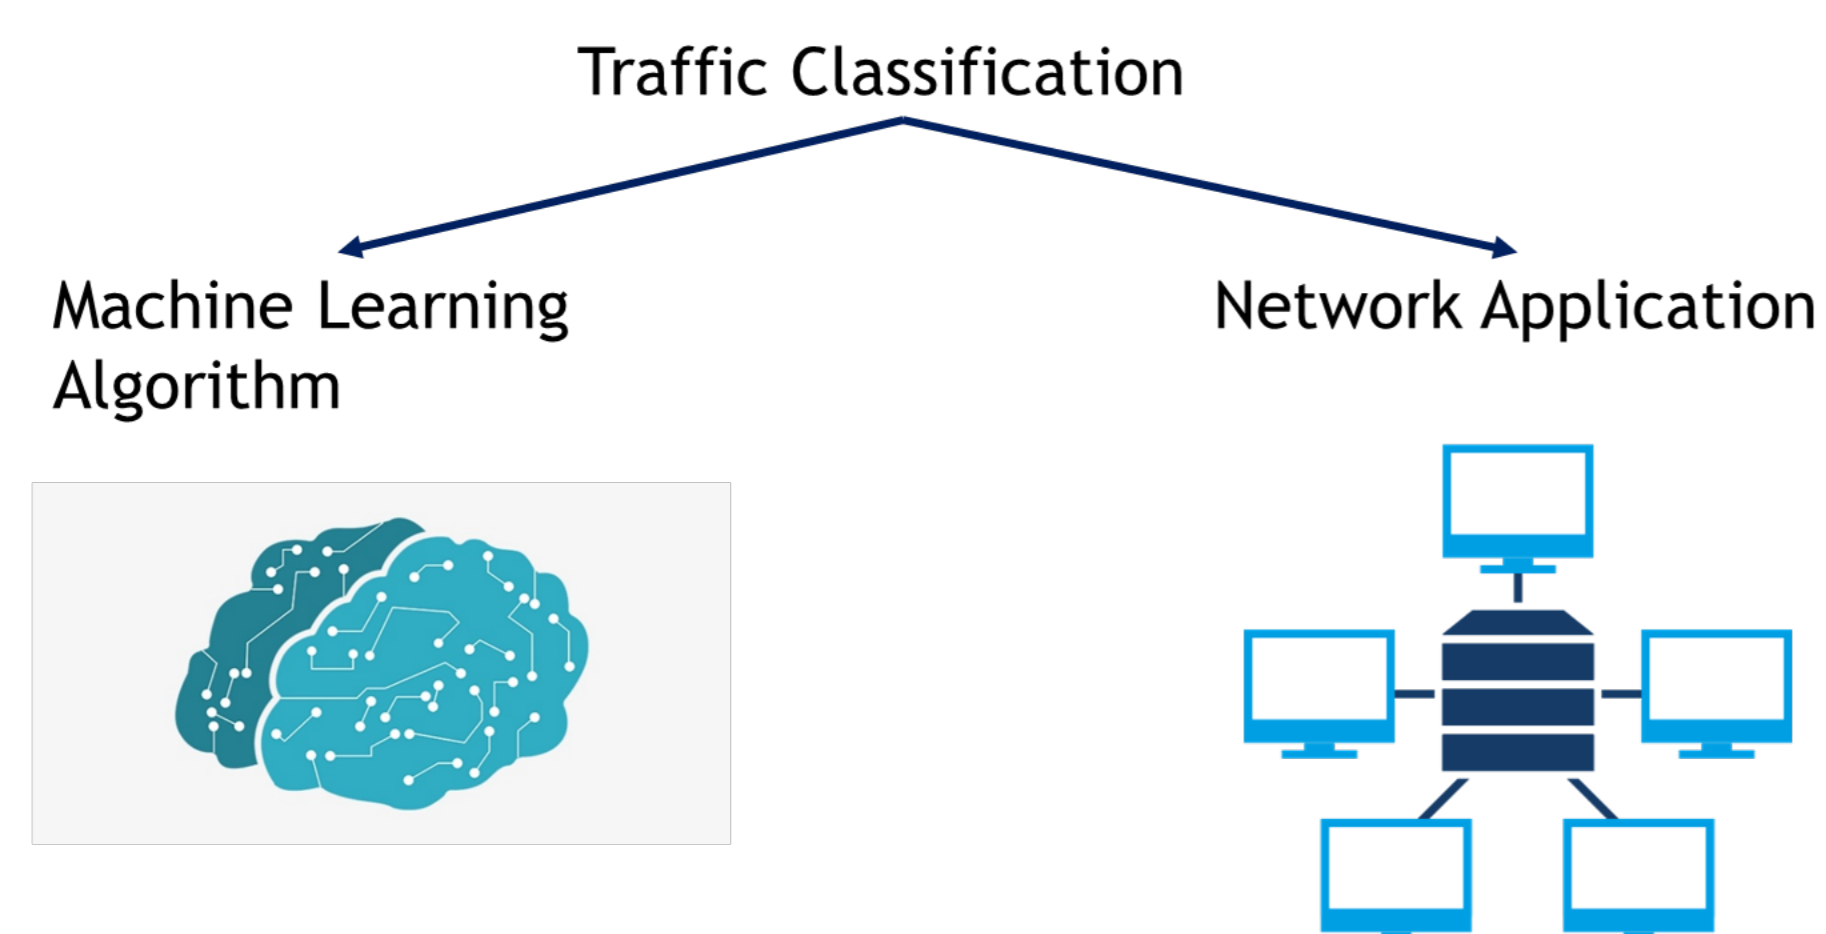 Traffic Classification
Machine Learning
Algorithm
Network Application